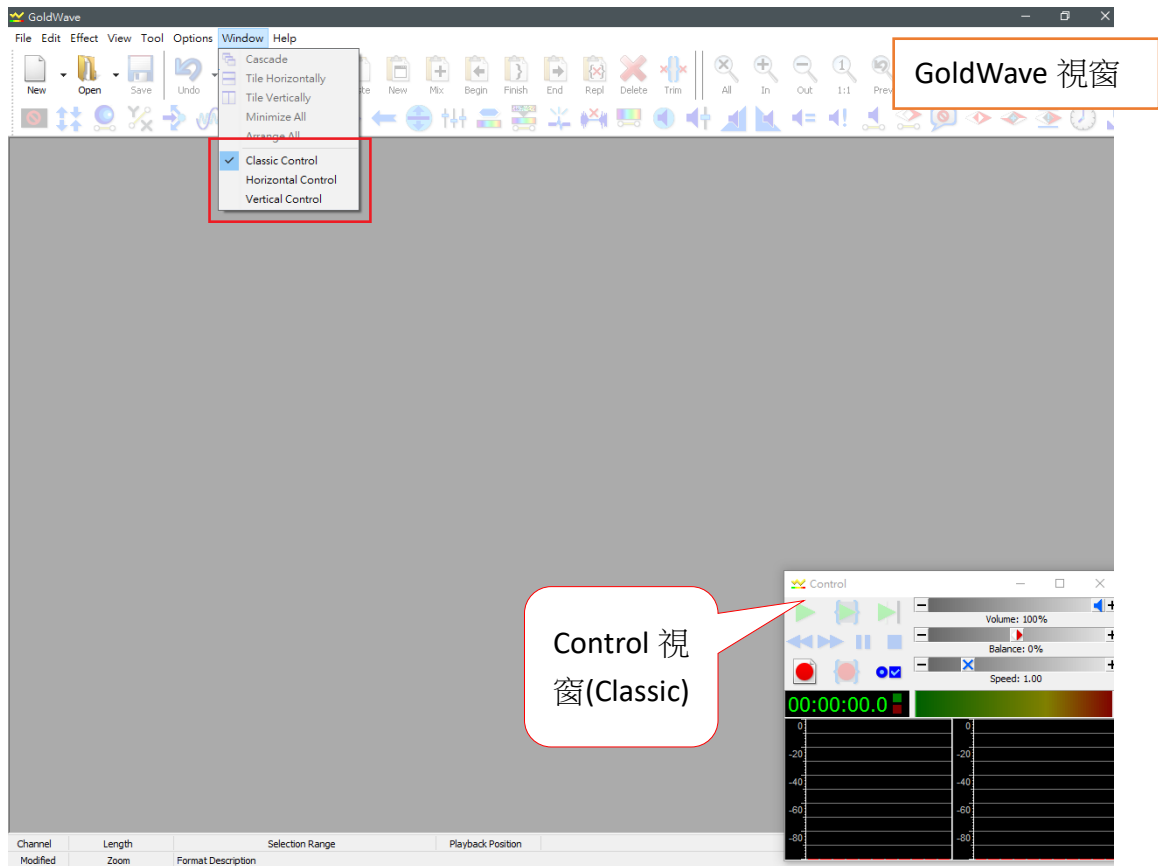 GoldWave
File Edit Effect View Tool Options Window Help
GoldWave 視窗
Cascade
Tile Horizontally
Tile Vertically
Minimize All
Arrange All
Classic Control
Horizontal Control
Vertical Control
New Open Save Undo New Mix Begin Finish End Repl Delete Trim All In Out 1:1
Control 視
窗(Classic)
Control
Volume: 100%
Balance: 0%
Speed: 1.00
00:00:00.0
0 0
-20 -20
-40 -40
-60 -60
-80 -80
Channel Length Selection Range Playback Position
Modified Zoom Format Description